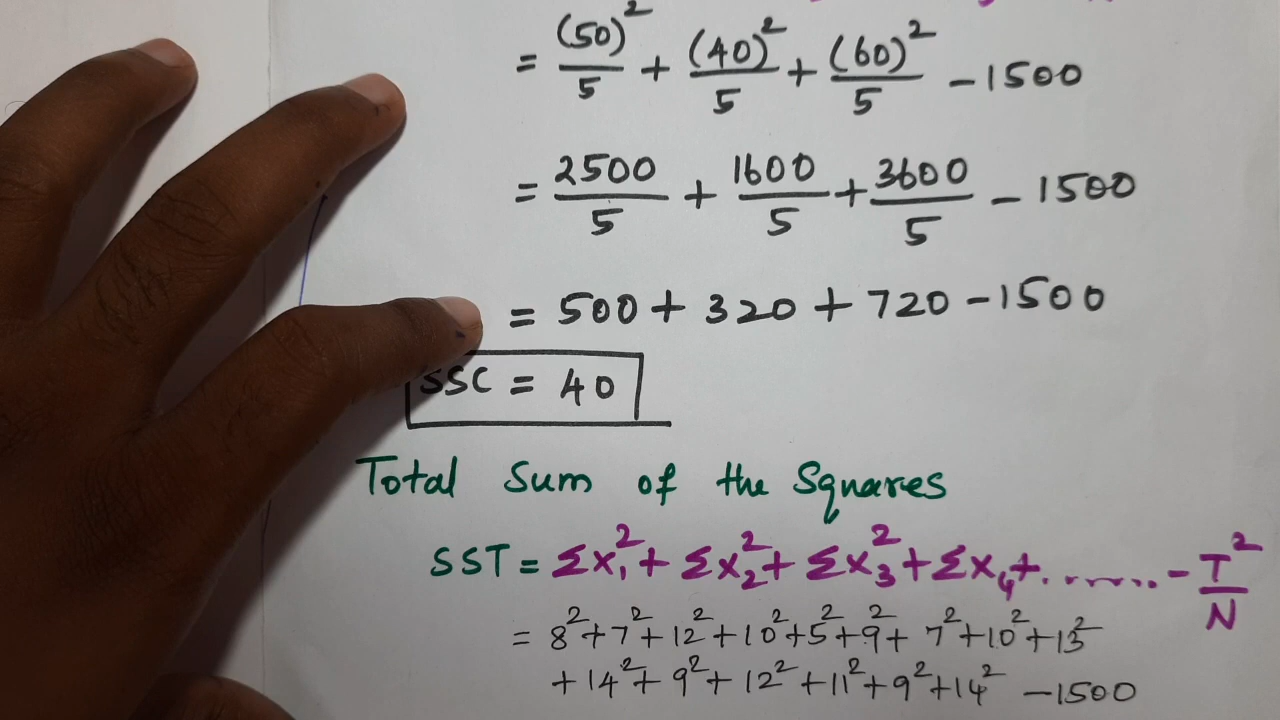 = (50)²/5 + (40)²/5 + (60)²/5 - 1500
= 2500/5 + 1600/5 + 3600/5 - 1500
= 500 + 320 + 720 - 1500
SSC = 40
Total Sum of the Squares
SST = Σx₁² + Σx₂² + Σx₃² + Σx₄ + ........ - T²/N
= 8² + 7² + 12² + 10² + 5² + 9² + 7² + 10² + 13²
+ 14² + 9² + 12² + 11² + 9² + 14² - 1500